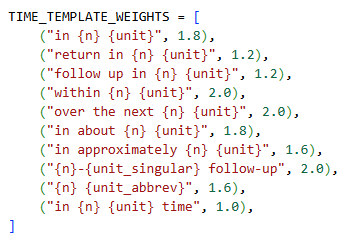 TIME_TEMPLATE_WEIGHTS = [
    ("in {n} {unit}", 1.8),
    ("return in {n} {unit}", 1.2),
    ("follow up in {n} {unit}", 1.2),
    ("within {n} {unit}", 2.0),
    ("over the next {n} {unit}", 2.0),
    ("in about {n} {unit}", 1.8),
    ("in approximately {n} {unit}", 1.6),
    ("{n}-{unit_singular} follow-up", 2.0),
    ("{n} {unit_abbrev}", 1.6),
    ("in {n} {unit} time", 1.0),
]